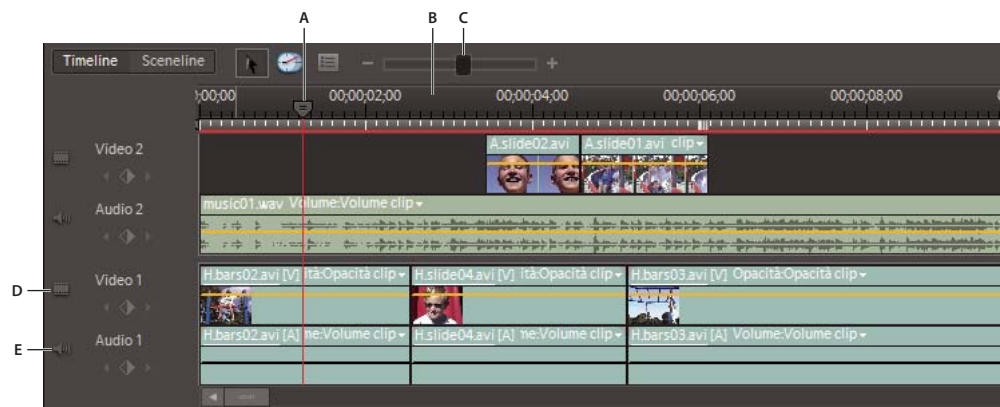 A B C
Timeline Sceneline
;00;00 00;00;02;00 00;00;04;00 00;00;06;00 00;00;08;00
Video 2
A.slide02.avi A.slide01.avi clip
Audio 2
music01.wav Volume:Volume clip
D
Video 1
H.bars02.avi [V] ità:Opacità clip H.slide04.avi [V] ità:Opacità clip H.bars03.avi [V] Opacità:Opacità clip
E
Audio 1
H.bars02.avi [A] me:Volume clip H.slide04.avi [A] me:Volume clip H.bars03.avi [A] Volume:Volume clip